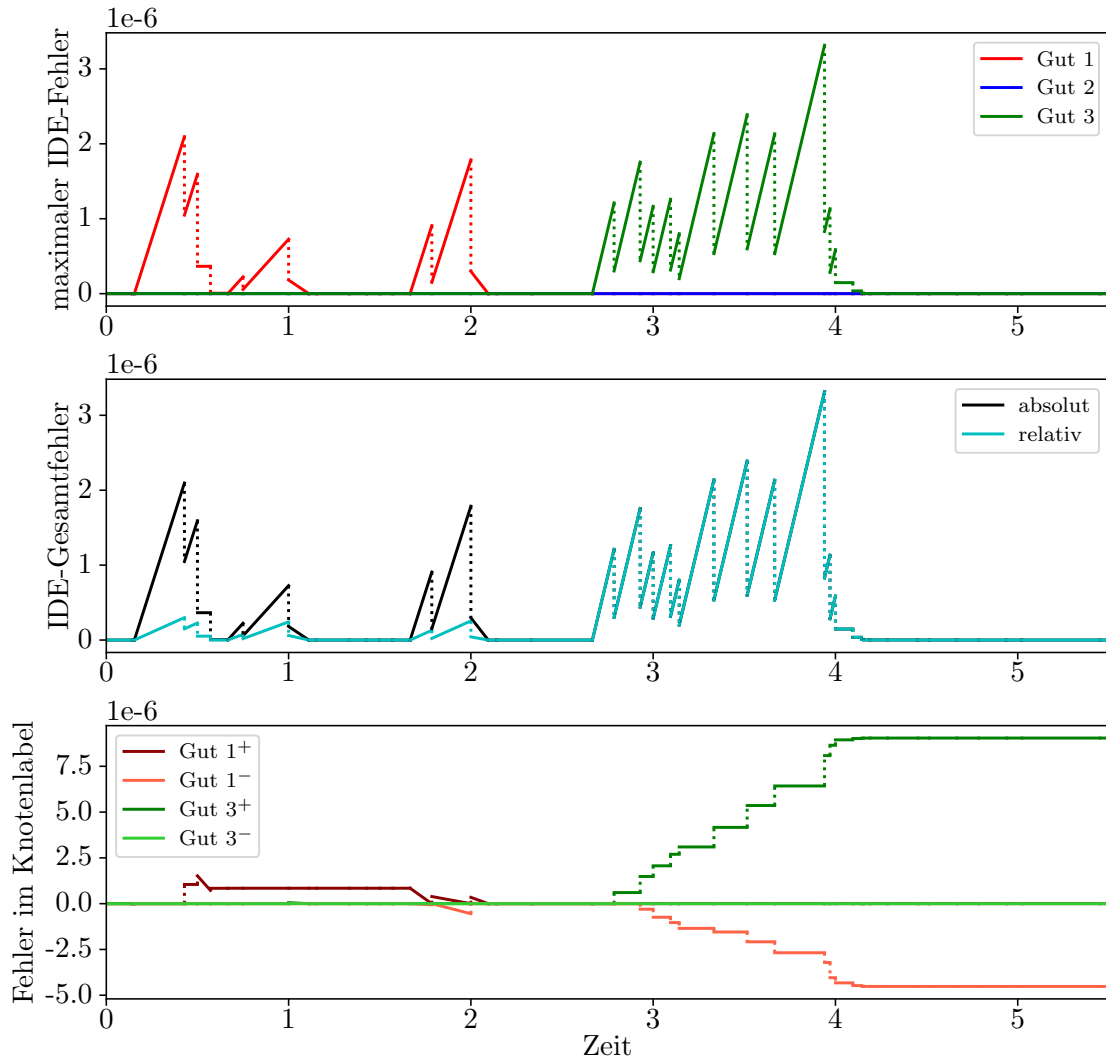 1e-6
maximaler IDE-Fehler
3
2
1
0
Gut 1
Gut 2
Gut 3
0 1 2 3 4 5
1e-6
IDE-Gesamtfehler
3
2
1
0
absolut
relativ
0 1 2 3 4 5
1e-6
Fehler im Knotenlabel
7.5
5.0
2.5
0.0
-2.5
-5.0
Gut 1⁺
Gut 1⁻
Gut 3⁺
Gut 3⁻
0 1 2 3 4 5
Zeit